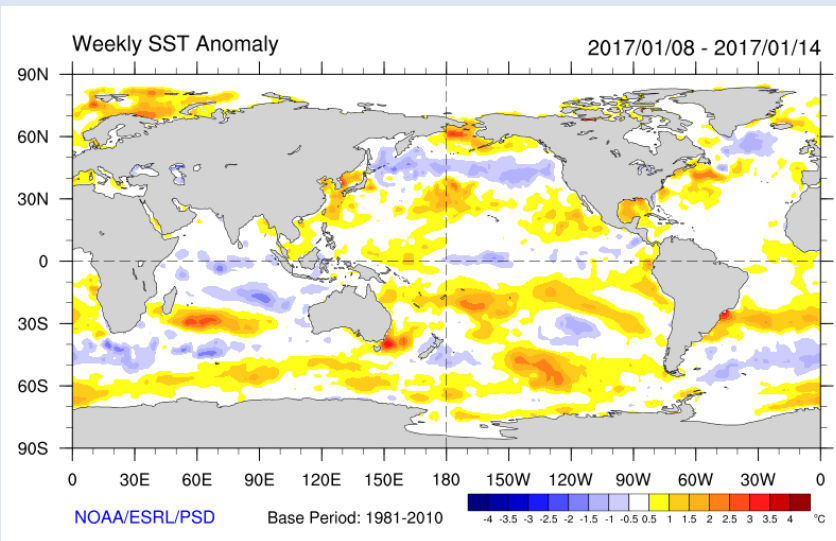 Weekly SST Anomaly 2017/01/08 - 2017/01/14
90N
60N
30N
0
30S
60S
90S
0 30E 60E 90E 120E 150E 180 150W 120W 90W 60W 30W 0
NOAA/ESRL/PSD Base Period: 1981-2010
-4 -3.5 -3 -2.5 -2 -1.5 -1 -0.5 0.5 1 1.5 2 2.5 3 3.5 4 °C